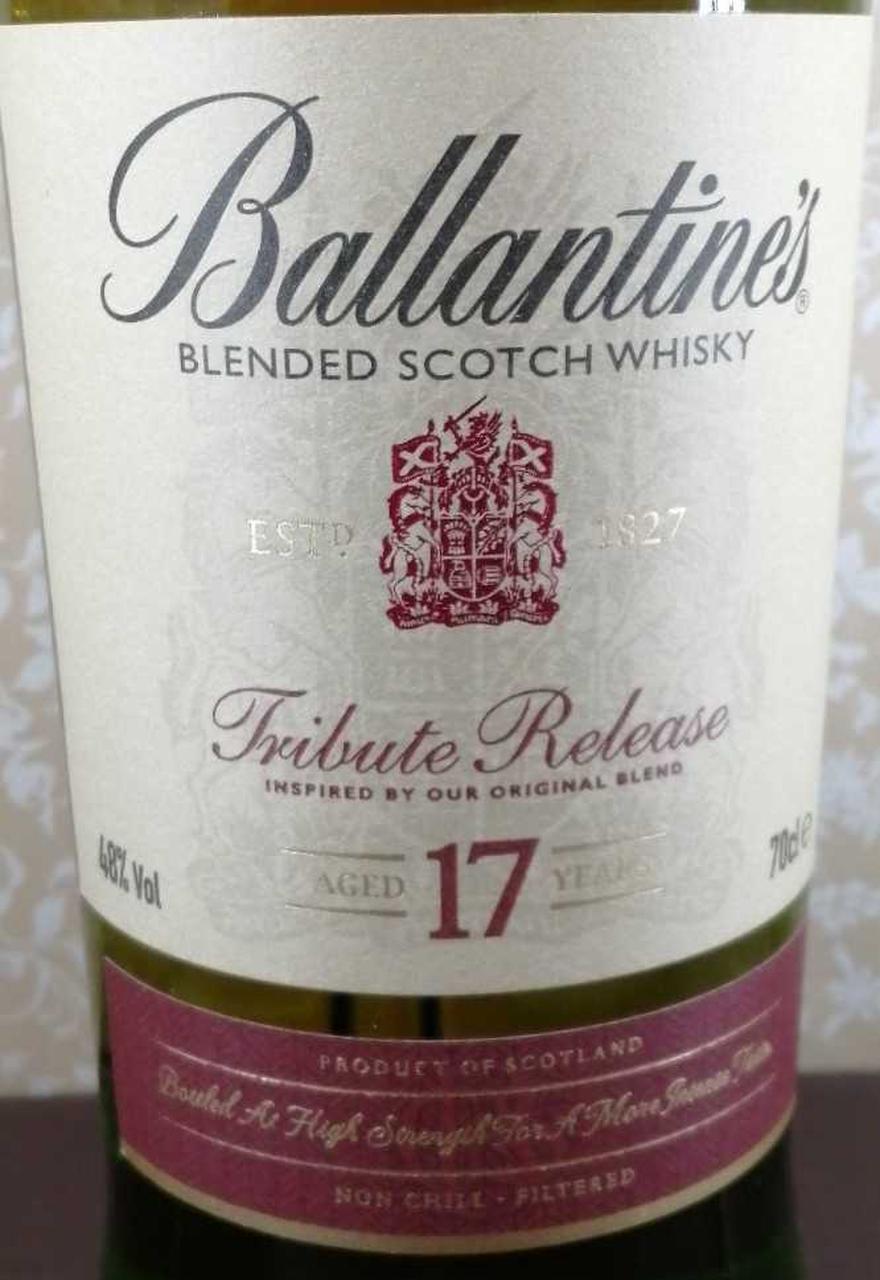 Ballantine's®
BLENDED SCOTCH WHISKY
ESTD 1827
Tribute Release
INSPIRED BY OUR ORIGINAL BLEND
48% Vol
AGED 17 YEARS
70cl e
PRODUCT OF SCOTLAND
Bottled At High Strength For A More Intense Taste
NON CHILL - FILTERED